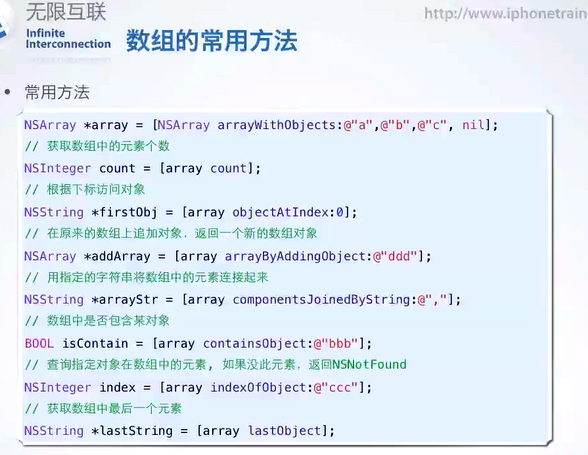 无限互联
Infinite
Interconnection
http://www.iphonetrain
数组的常用方法
• 常用方法
NSArray *array = [NSArray arrayWithObjects:@"a",@"b",@"c", nil];
// 获取数组中的元素个数
NSInteger count = [array count];
// 根据下标访问对象
NSString *firstObj = [array objectAtIndex:0];
// 在原来的数组上追加对象，返回一个新的数组对象
NSArray *addArray = [array arrayByAddingObject:@"ddd"];
// 用指定的字符串将数组中的元素连接起来
NSString *arrayStr = [array componentsJoinedByString:@","];
// 数组中是否包含某对象
BOOL isContain = [array containsObject:@"bbb"];
// 查询指定对象在数组中的元素, 如果没此元素，返回NSNotFound
NSInteger index = [array indexOfObject:@"ccc"];
// 获取数组中最后一个元素
NSString *lastString = [array lastObject];